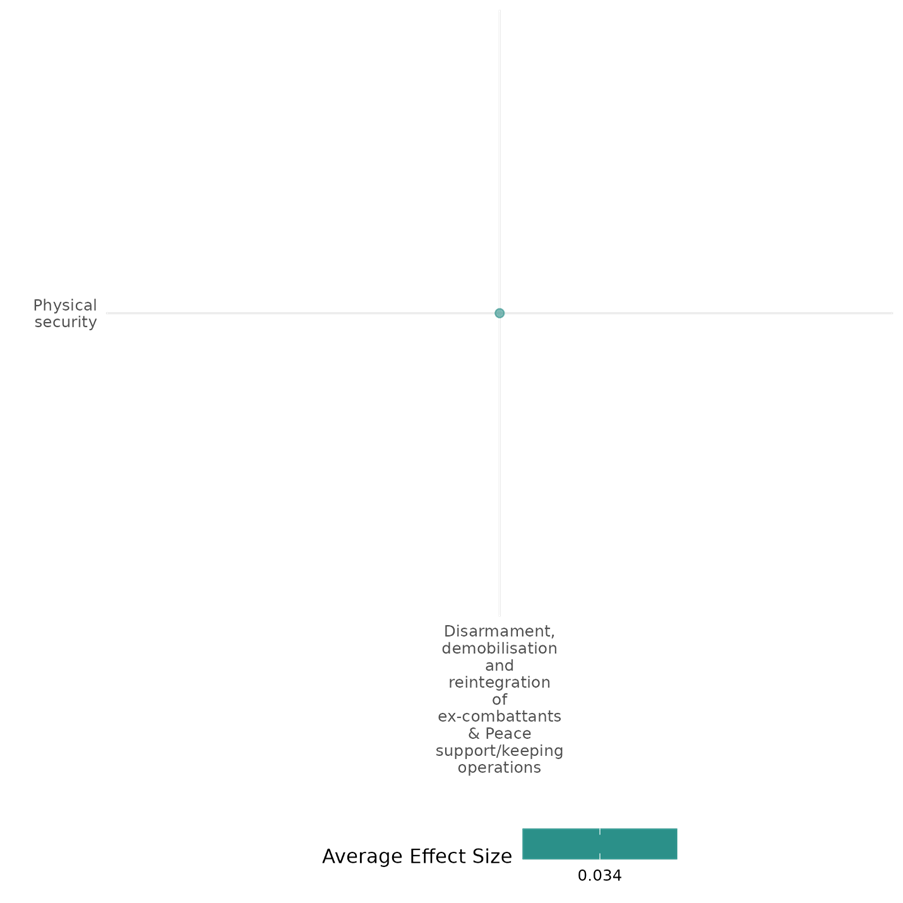 Physical
security
Disarmament,
demobilisation
and
reintegration
of
ex-combattants
& Peace
support/keeping
operations
Average Effect Size
0.034